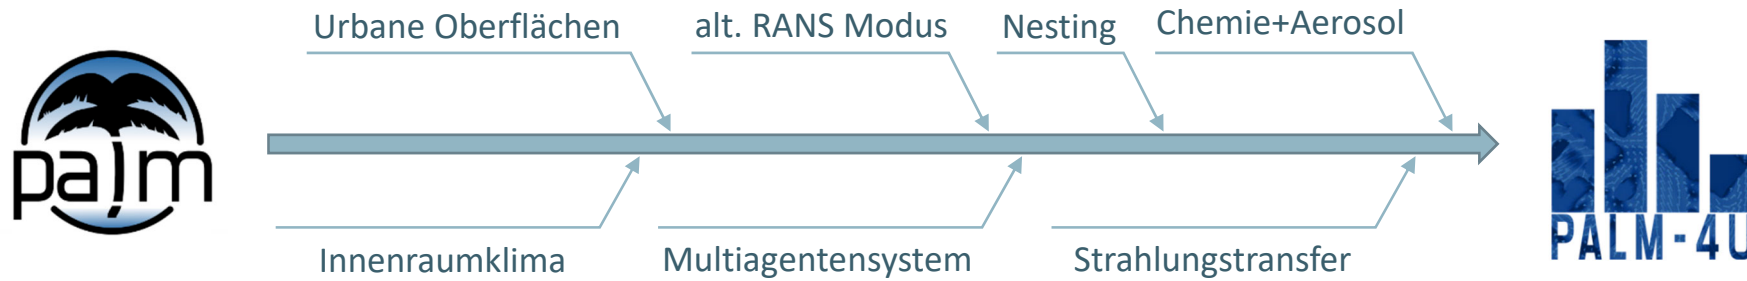 Urbane Oberflächen
alt. RANS Modus
Nesting
Chemie+Aerosol
palm
PALM-4U
Innenraumklima
Multiagentensystem
Strahlungstransfer